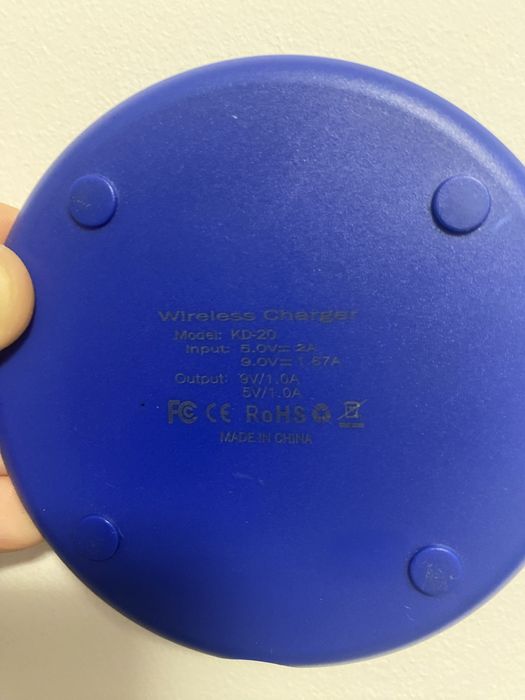 Wireless Charger
Model: KD-20
Input: 5.0V⎓2A
9.0V⎓1.67A
Output: 9V/1.0A
5V/1.0A
FC CE RoHS
MADE IN CHINA